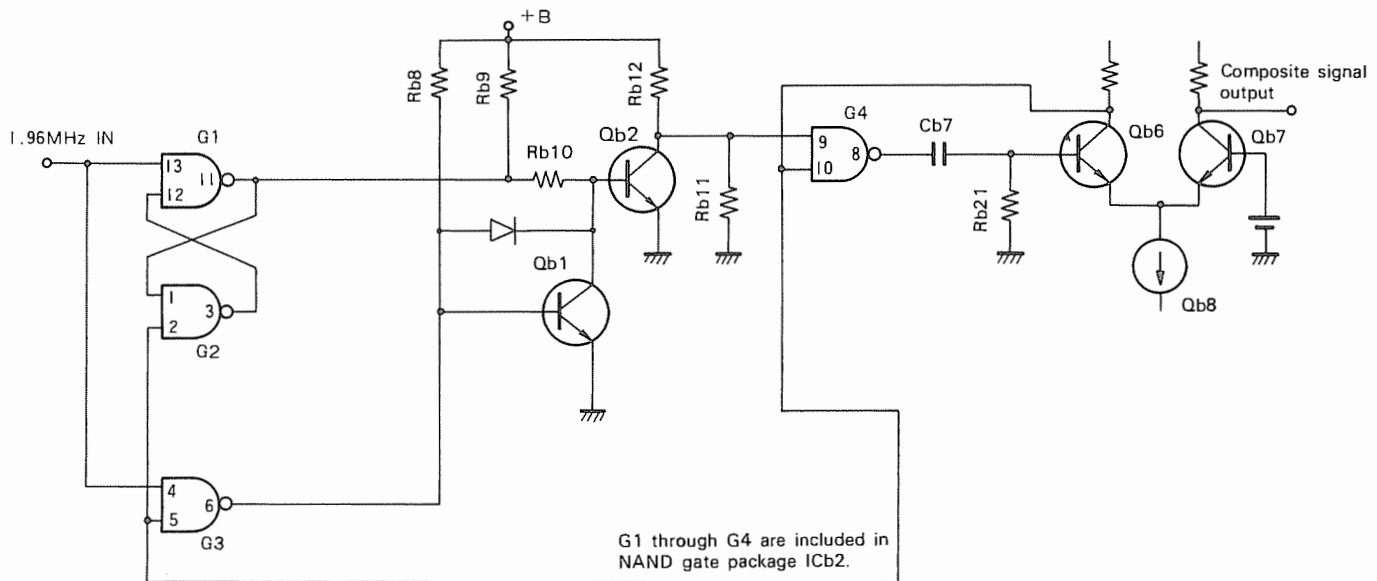 +B
Rb8
Rb9
Rb12
Composite signal
output
1.96MHz IN
G1
13
12
11
Rb10
Qb2
G4
9
10
8
Cb7
Qb6
Qb7
Rb11
Rb21
1
2
3
G2
Qb1
Qb8
4
5
6
G3
G1 through G4 are included in
NAND gate package ICb2.